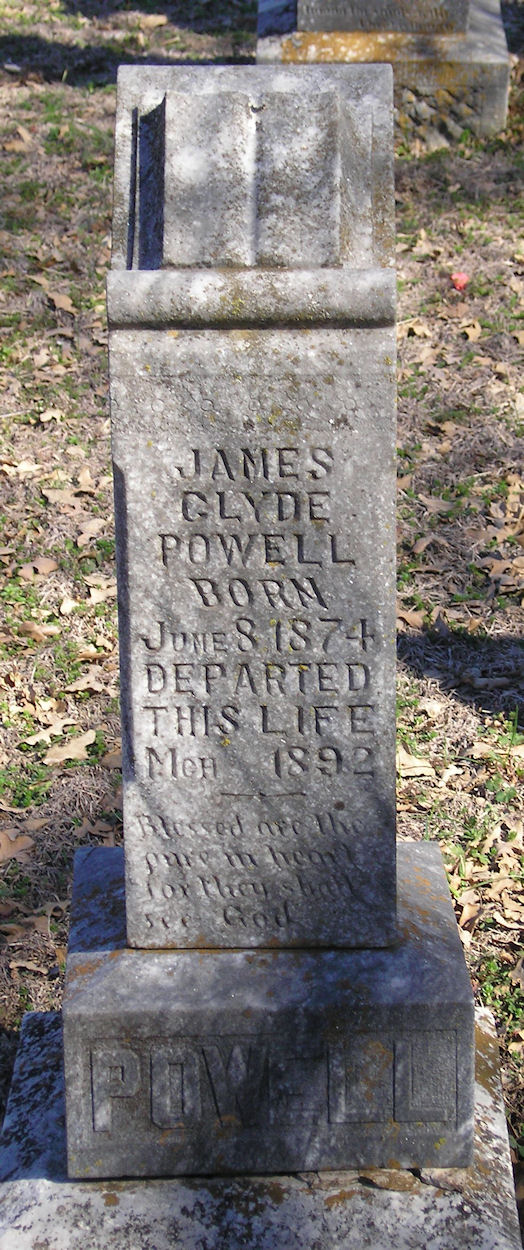 JAMES
CLYDE
POWELL
BORN
JUNE 8 1874
DEPARTED
THIS LIFE
MCH 1892
Blessed are the
pure in heart
for they shall
see God.
POWELL